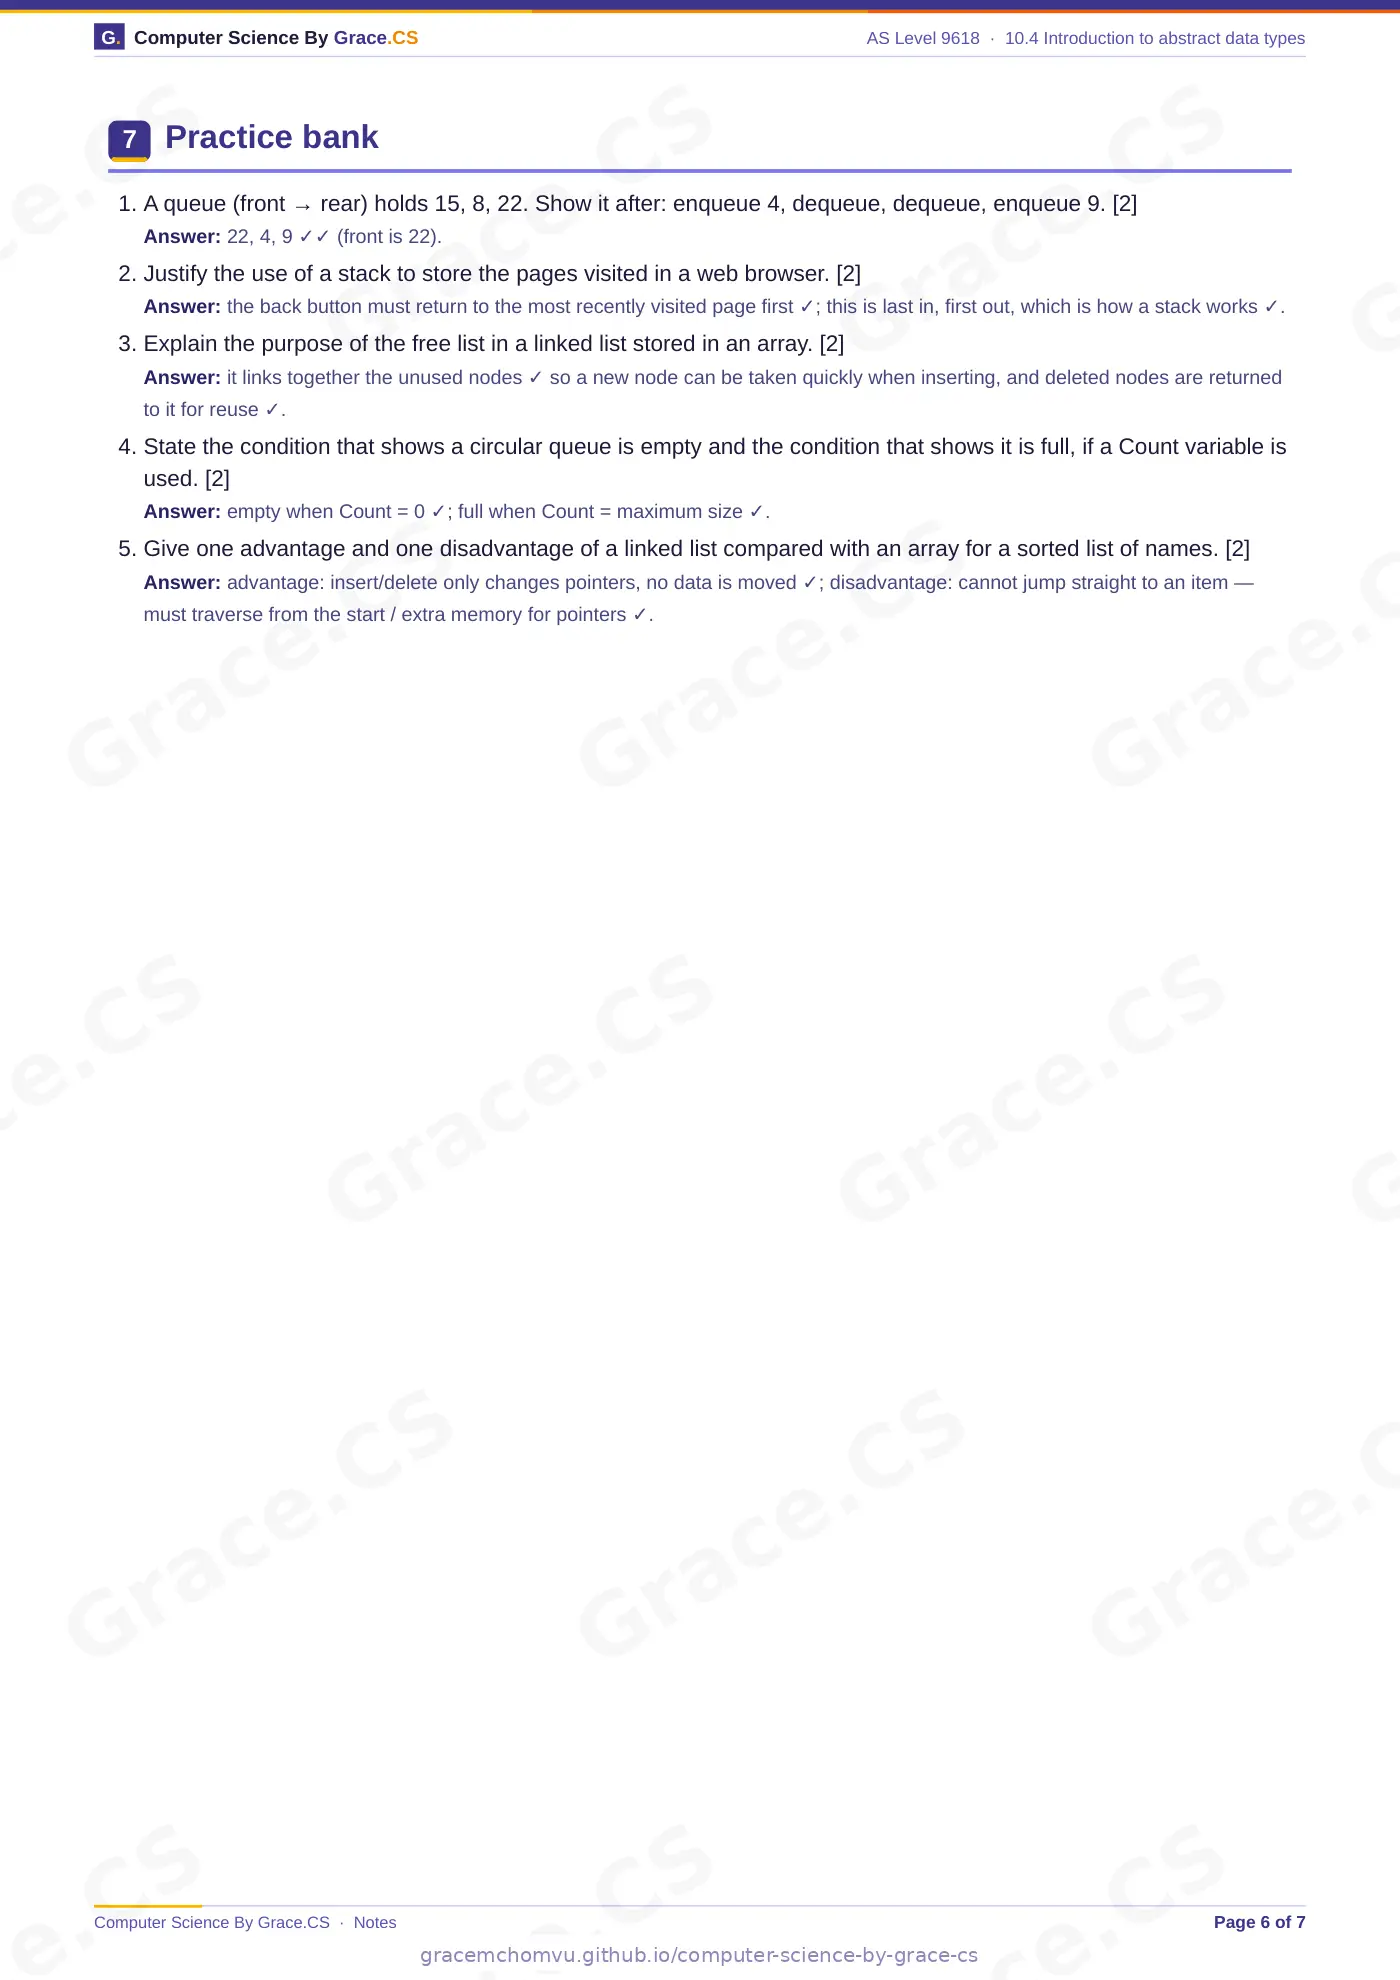 G. Computer Science By Grace.CS
AS Level 9618 · 10.4 Introduction to abstract data types
7 Practice bank
1. A queue (front → rear) holds 15, 8, 22. Show it after: enqueue 4, dequeue, dequeue, enqueue 9. [2]
Answer: 22, 4, 9 ✓✓ (front is 22).
2. Justify the use of a stack to store the pages visited in a web browser. [2]
Answer: the back button must return to the most recently visited page first ✓; this is last in, first out, which is how a stack works ✓.
3. Explain the purpose of the free list in a linked list stored in an array. [2]
Answer: it links together the unused nodes ✓ so a new node can be taken quickly when inserting, and deleted nodes are returned
to it for reuse ✓.
4. State the condition that shows a circular queue is empty and the condition that shows it is full, if a Count variable is
used. [2]
Answer: empty when Count = 0 ✓; full when Count = maximum size ✓.
5. Give one advantage and one disadvantage of a linked list compared with an array for a sorted list of names. [2]
Answer: advantage: insert/delete only changes pointers, no data is moved ✓; disadvantage: cannot jump straight to an item —
must traverse from the start / extra memory for pointers ✓.
Computer Science By Grace.CS · Notes
Page 6 of 7
gracemchomvu.github.io/computer-science-by-grace-cs